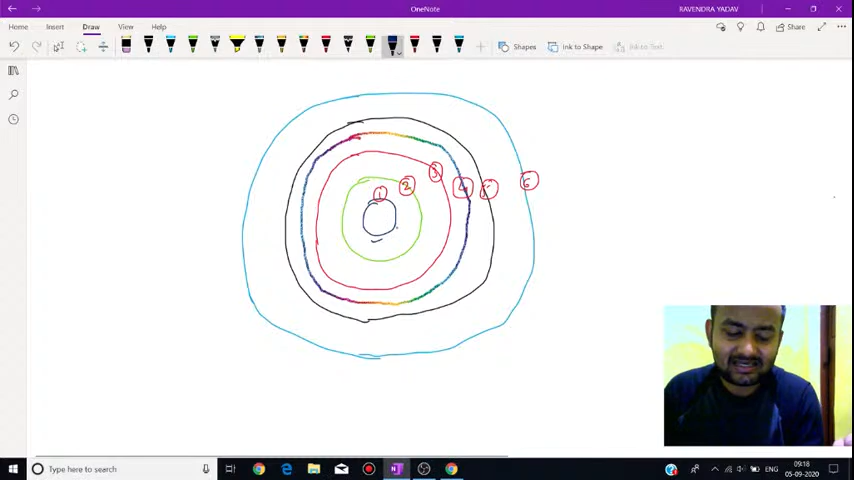 OneNote
RAVENDRA YADAV
Home Insert Draw View Help
Share
Shapes Ink to Shape Ink to Text
1 2 3 4 5 6
Type here to search
ENG
09:18
05-09-2020